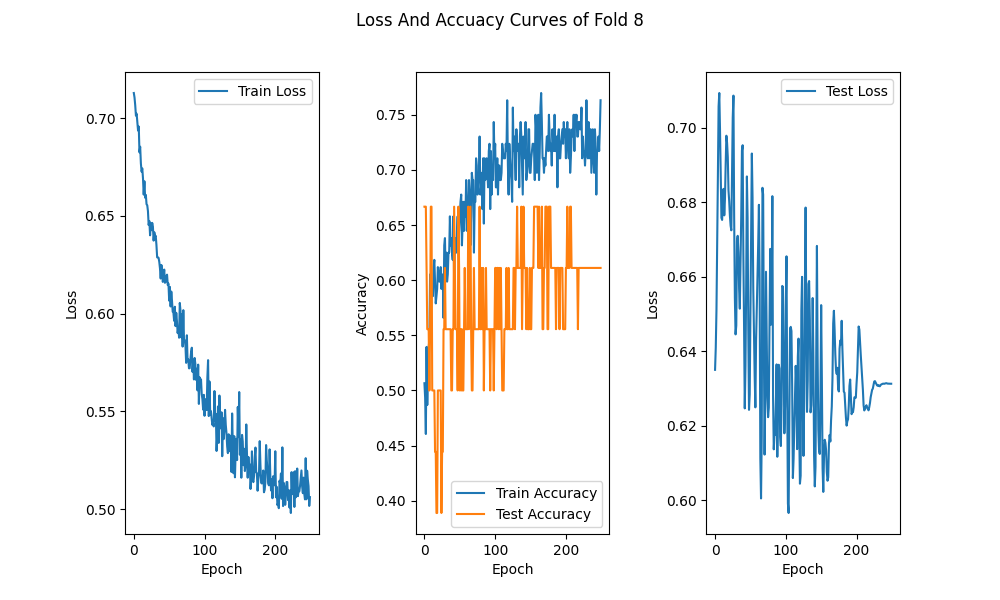 Loss And Accuacy Curves of Fold 8
Train Loss
0.70
0.65
0.60
0.55
0.50
Loss
0 100 200
Epoch
0.75
0.70
0.65
0.60
0.55
0.50
0.45
0.40
Accuracy
Train Accuracy
Test Accuracy
0 100 200
Epoch
Test Loss
0.70
0.68
0.66
0.64
0.62
0.60
Loss
0 100 200
Epoch